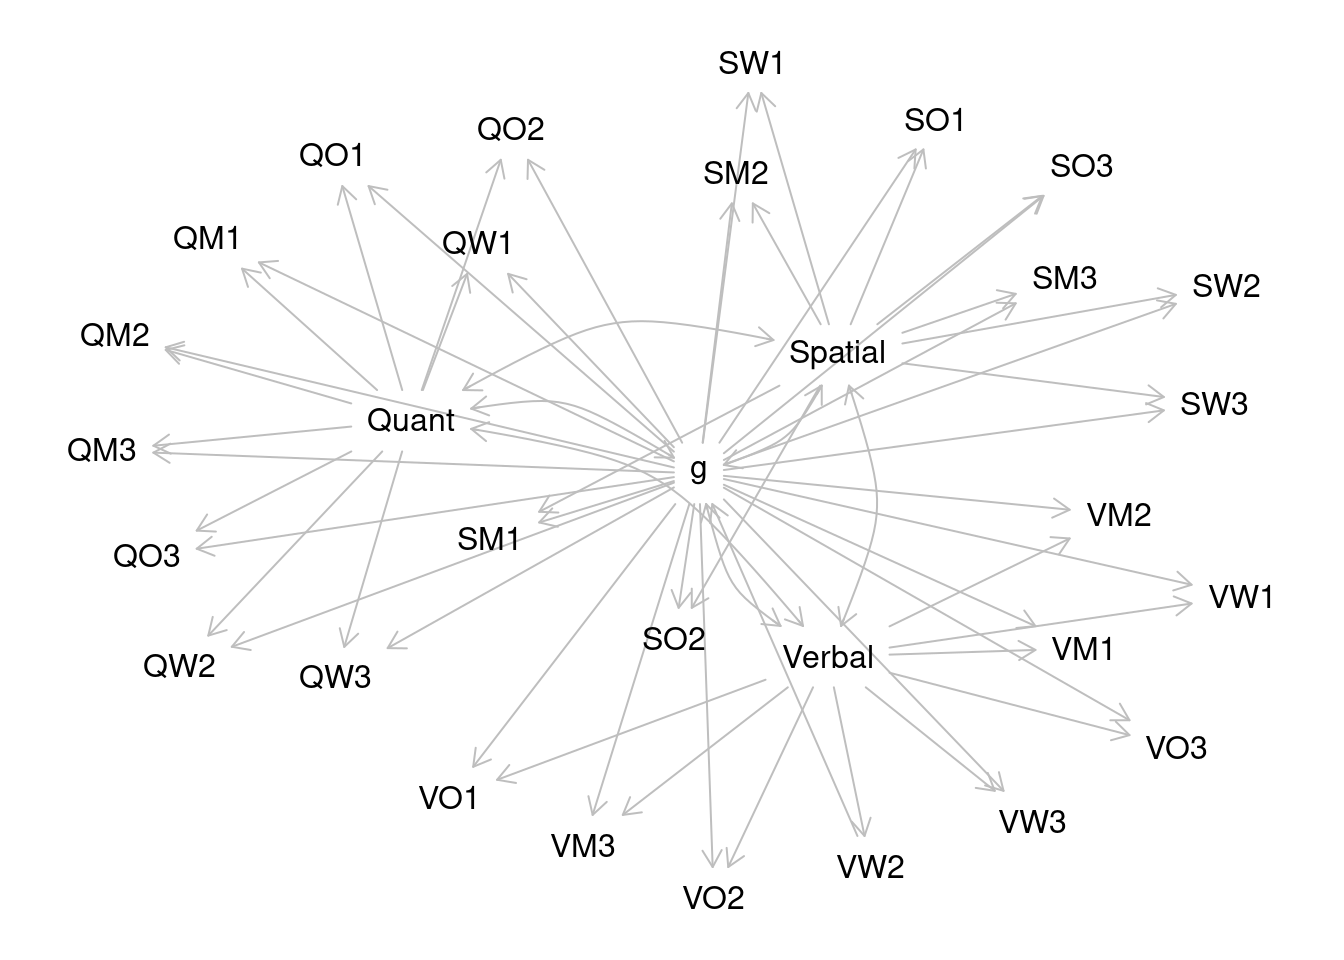 SW1
SO1
QO2
QO1
SO3
SM2
QM1
QW1
SM3
SW2
QM2
Spatial
SW3
Quant
QM3
g
VM2
SM1
QO3
VW1
SO2
VM1
Verbal
QW2
QW3
VO3
VO1
VW3
VM3
VW2
VO2